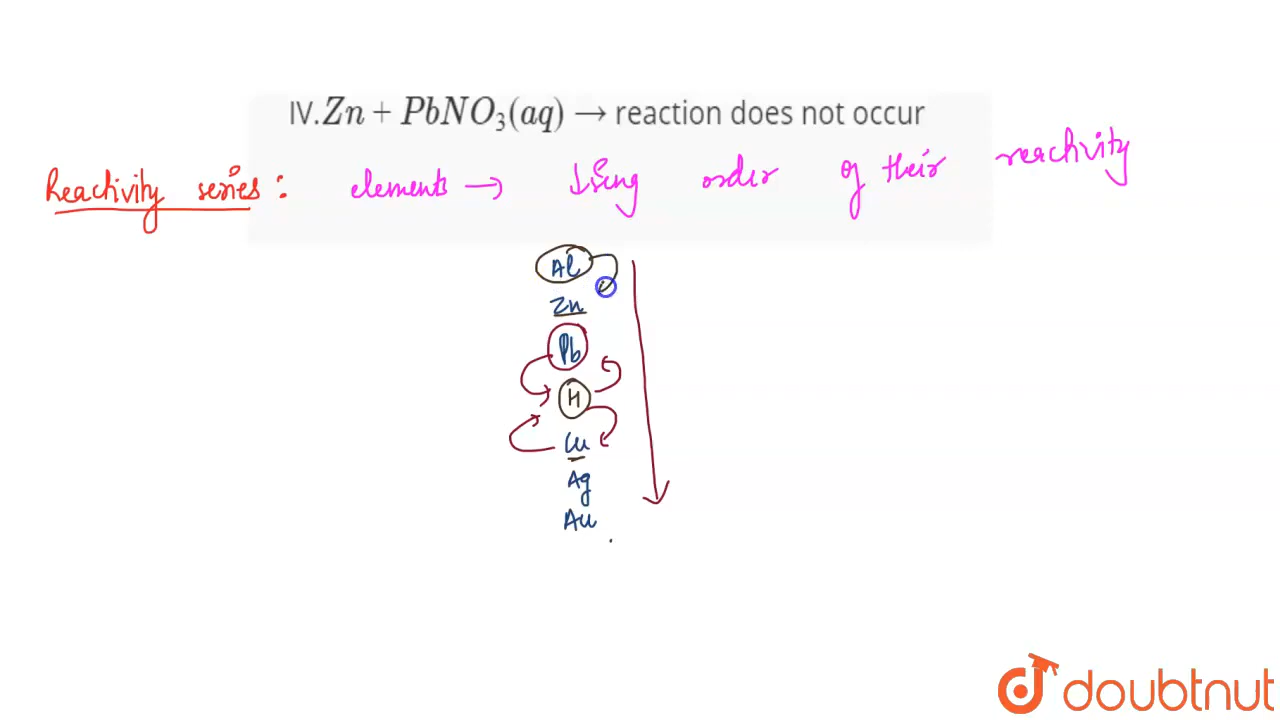 IV. Zn + PbNO₃(aq) → reaction does not occur
Reactivity series: elements → ↓sing order of their reactivity
Al
Zn
Pb
H
Cu
Ag
Au
doubtnut